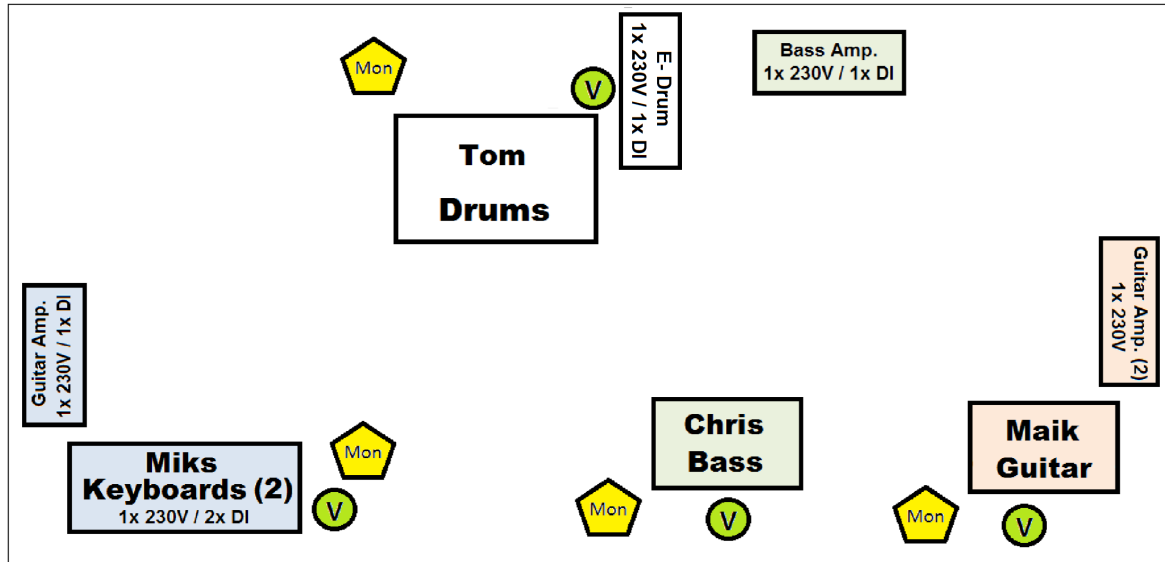 Mon
V
E- Drum
1x 230V / 1x DI
Bass Amp.
1x 230V / 1x DI
Tom
Drums
Guitar Amp.
1x 230V / 1x DI
Guitar Amp. (2)
1x 230V
Miks
Keyboards (2)
1x 230V / 2x DI
Mon
V
Chris
Bass
Mon
V
Maik
Guitar
Mon
V